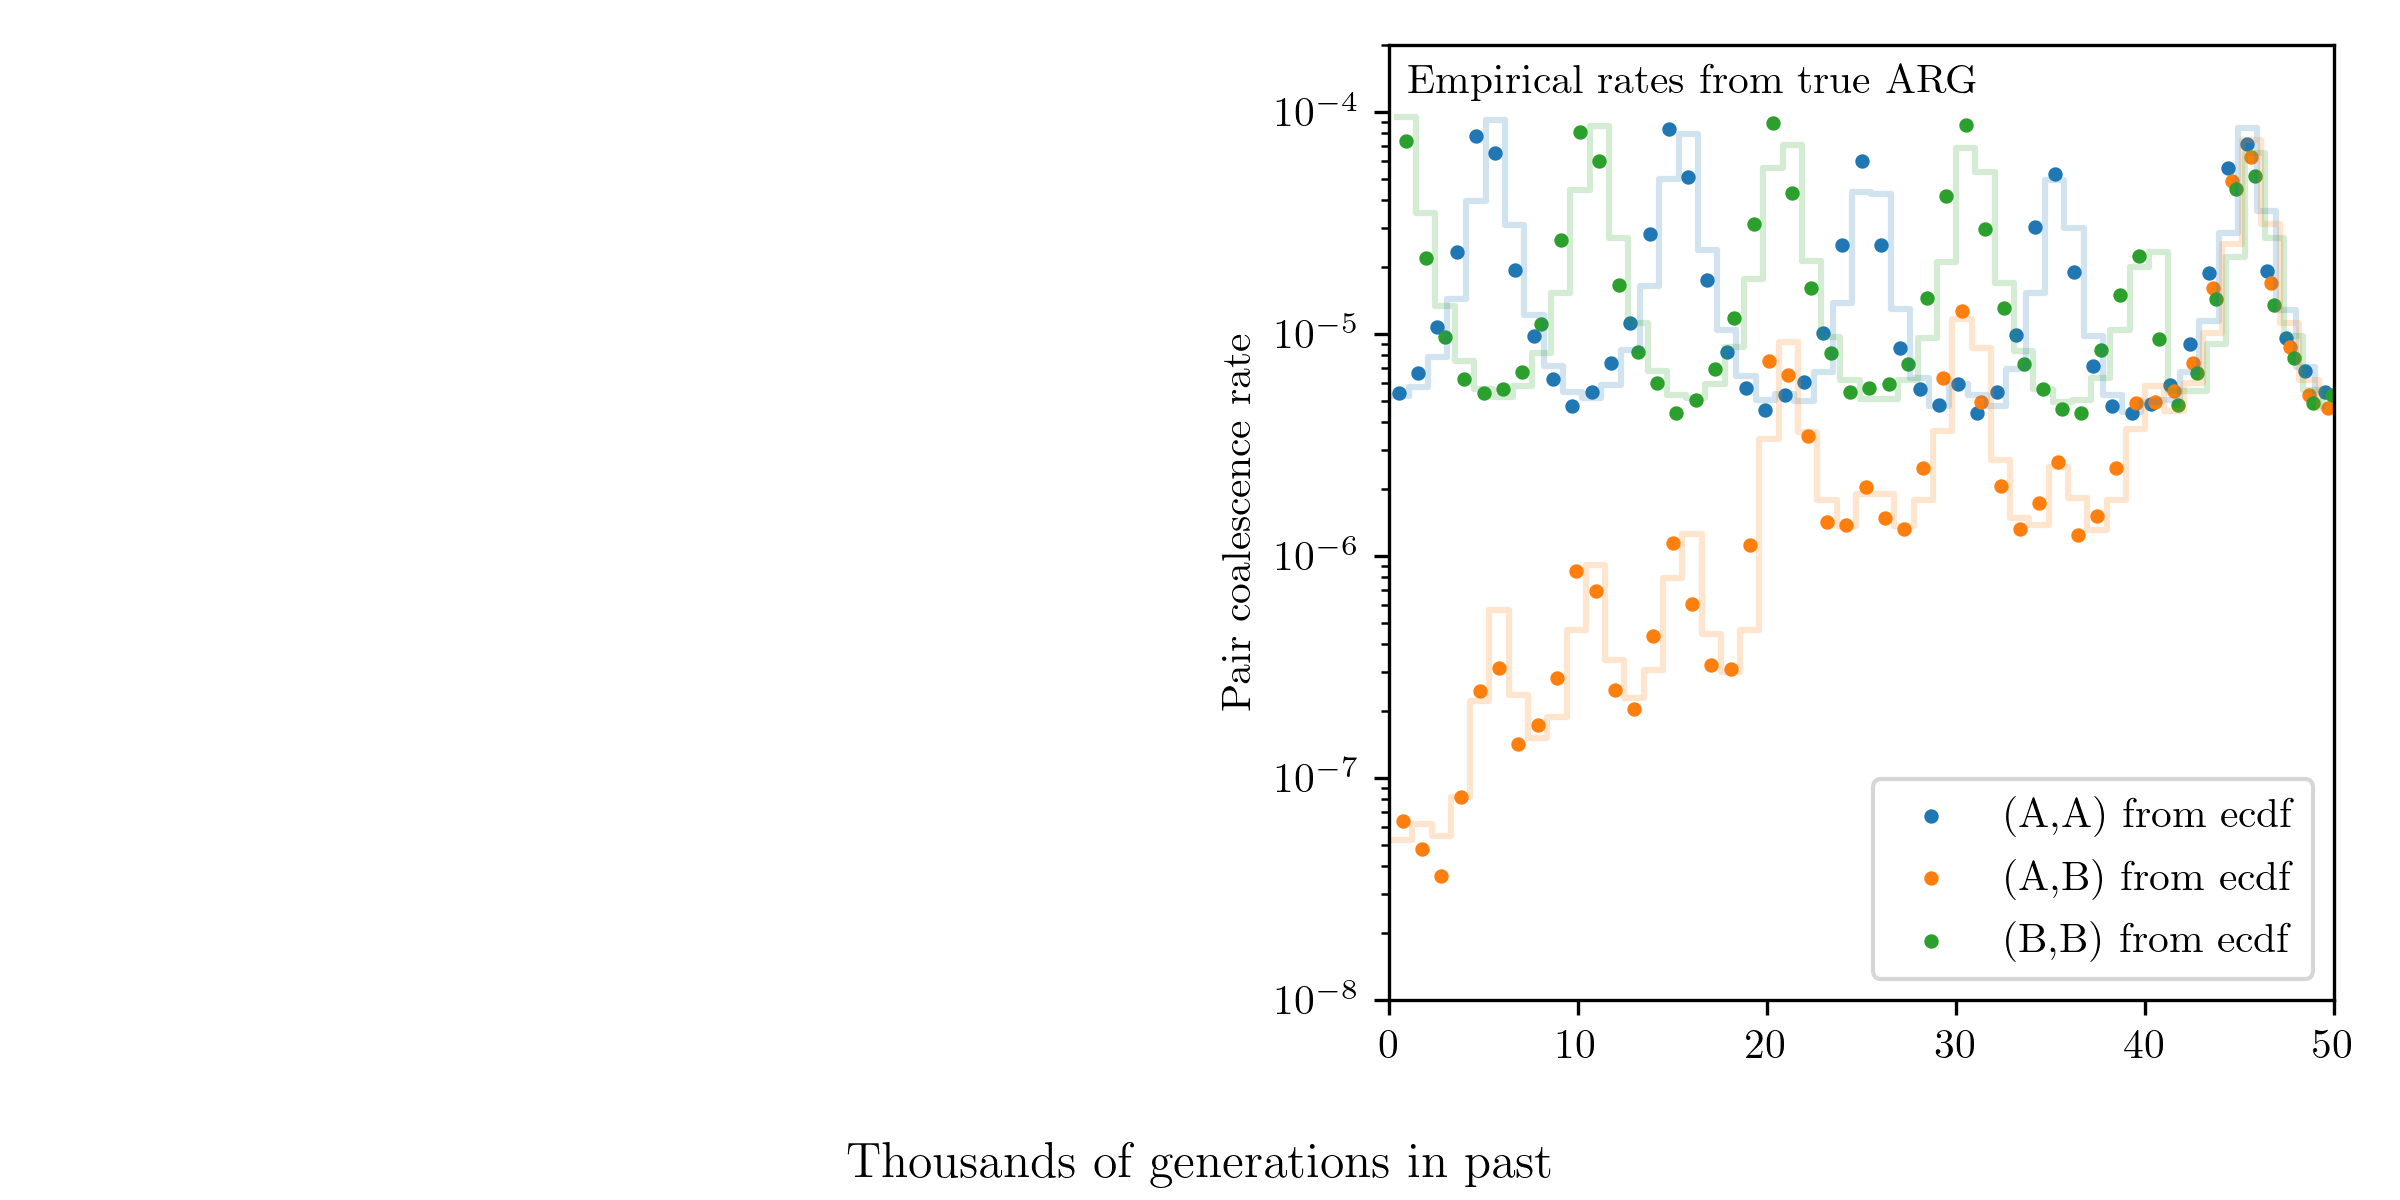 Empirical rates from true ARG
Pair coalescence rate
10⁻⁴
10⁻⁵
10⁻⁶
10⁻⁷
10⁻⁸
(A,A) from ecdf
(A,B) from ecdf
(B,B) from ecdf
0 10 20 30 40 50
Thousands of generations in past